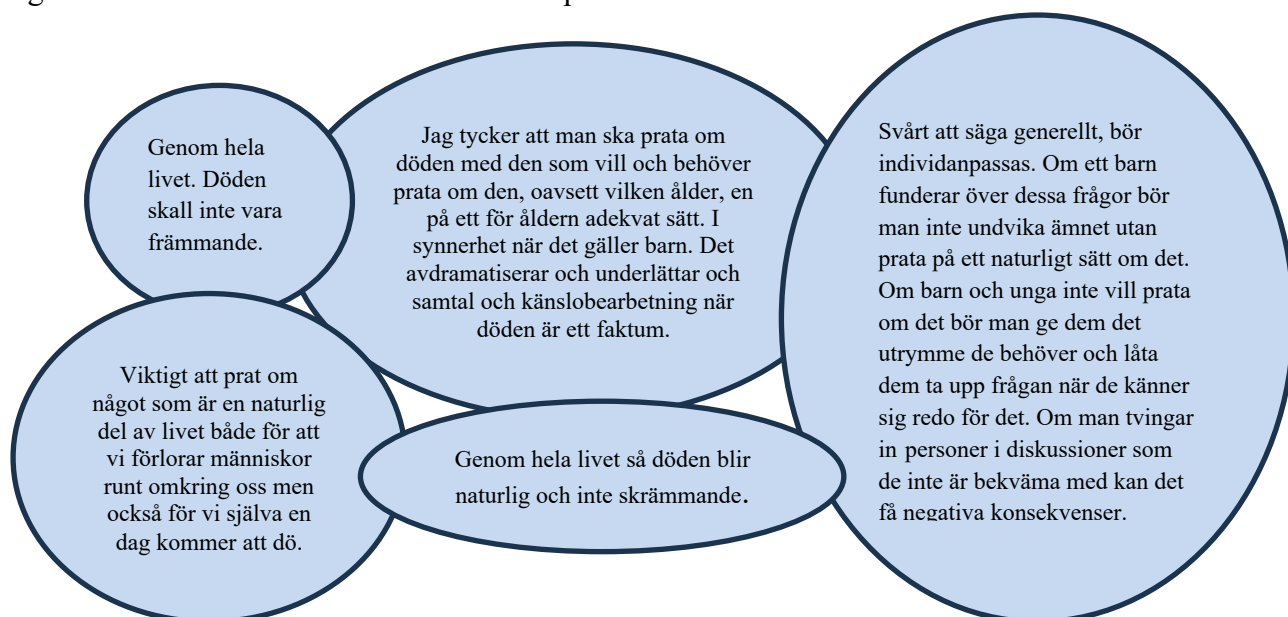 Genom hela
livet. Döden
skall inte vara
främmande.
Jag tycker att man ska prata om
döden med den som vill och behöver
prata om den, oavsett vilken ålder, en
på ett för åldern adekvat sätt. I
synnerhet när det gäller barn. Det
avdramatiserar och underlättar och
samtal och känslobearbetning när
döden är ett faktum.
Svårt att säga generellt, bör
individanpassas. Om ett barn
funderar över dessa frågor bör
man inte undvika ämnet utan
prata på ett naturligt sätt om det.
Om barn och unga inte vill prata
om det bör man ge dem det
utrymme de behöver och låta
dem ta upp frågan när de känner
sig redo för det. Om man tvingar
in personer i diskussioner som
de inte är bekväma med kan det
få negativa konsekvenser.
Viktigt att prat om
något som är en naturlig
del av livet både för att
vi förlorar människor
runt omkring oss men
också för vi själva en
dag kommer att dö.
Genom hela livet så döden blir
naturlig och inte skrämmande.